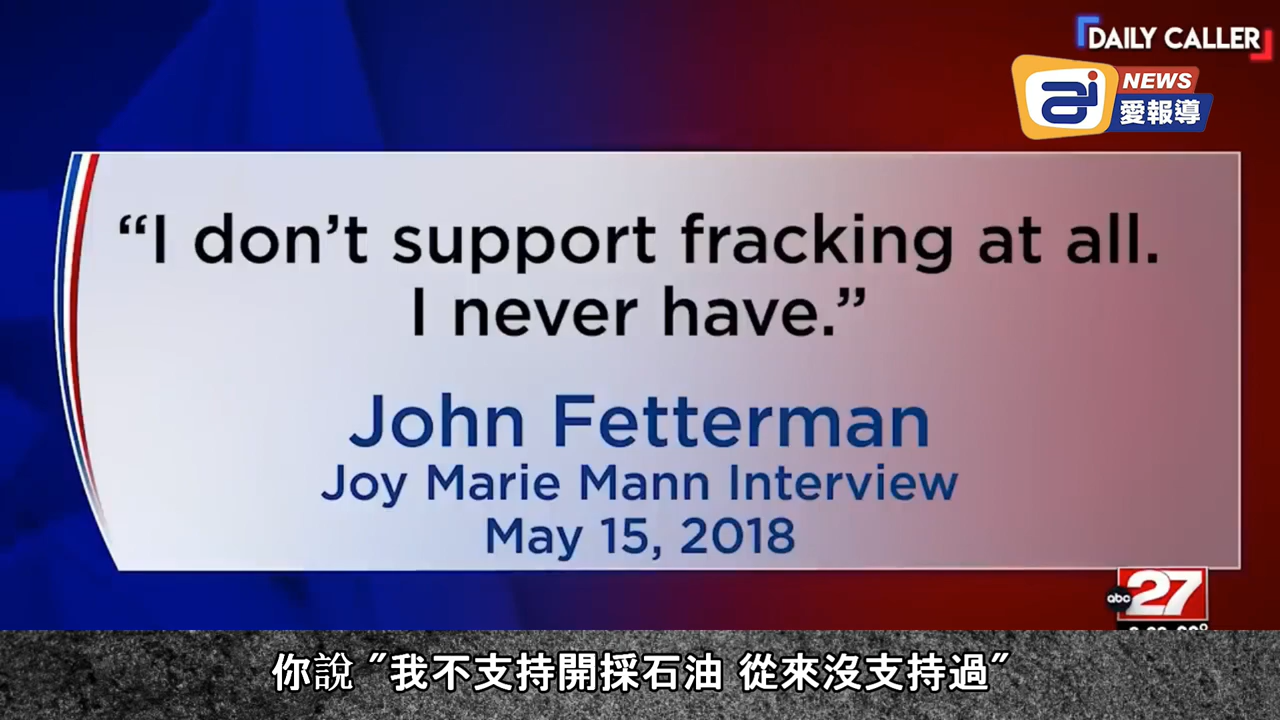 DAILY CALLER
ai NEWS
愛報導
“I don’t support fracking at all.
I never have.”
John Fetterman
Joy Marie Mann Interview
May 15, 2018
abc 27
你說 "我不支持開採石油 從來沒支持過"